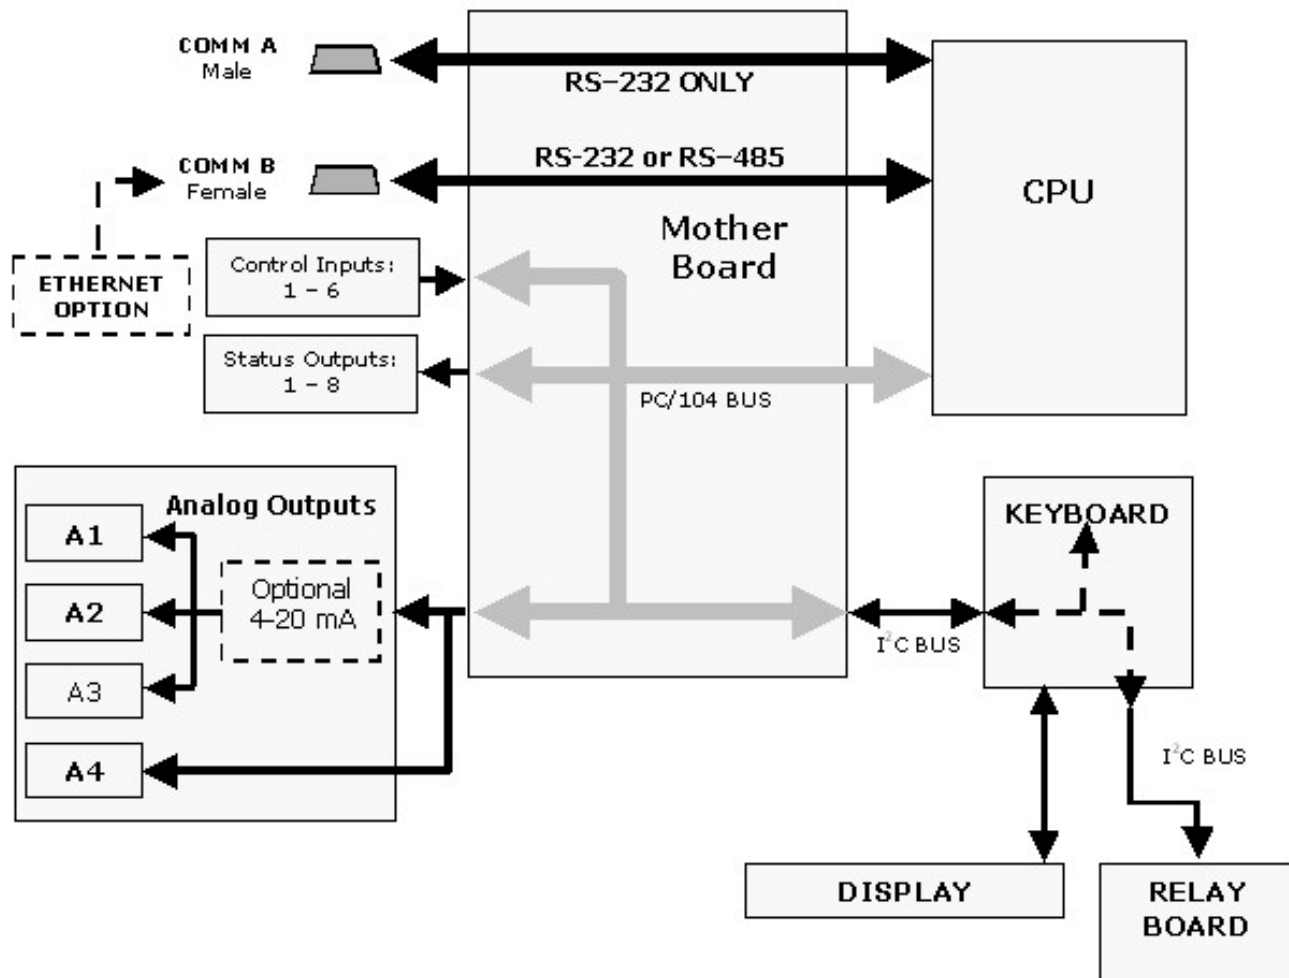 COMM A
Male
RS-232 ONLY
COMM B
Female
RS-232 or RS-485
CPU
Mother
Board
ETHERNET
OPTION
Control Inputs:
1 - 6
Status Outputs:
1 - 8
PC/104 BUS
Analog Outputs
A1
A2
A3
A4
Optional
4-20 mA
I²C BUS
KEYBOARD
I²C BUS
DISPLAY
RELAY
BOARD